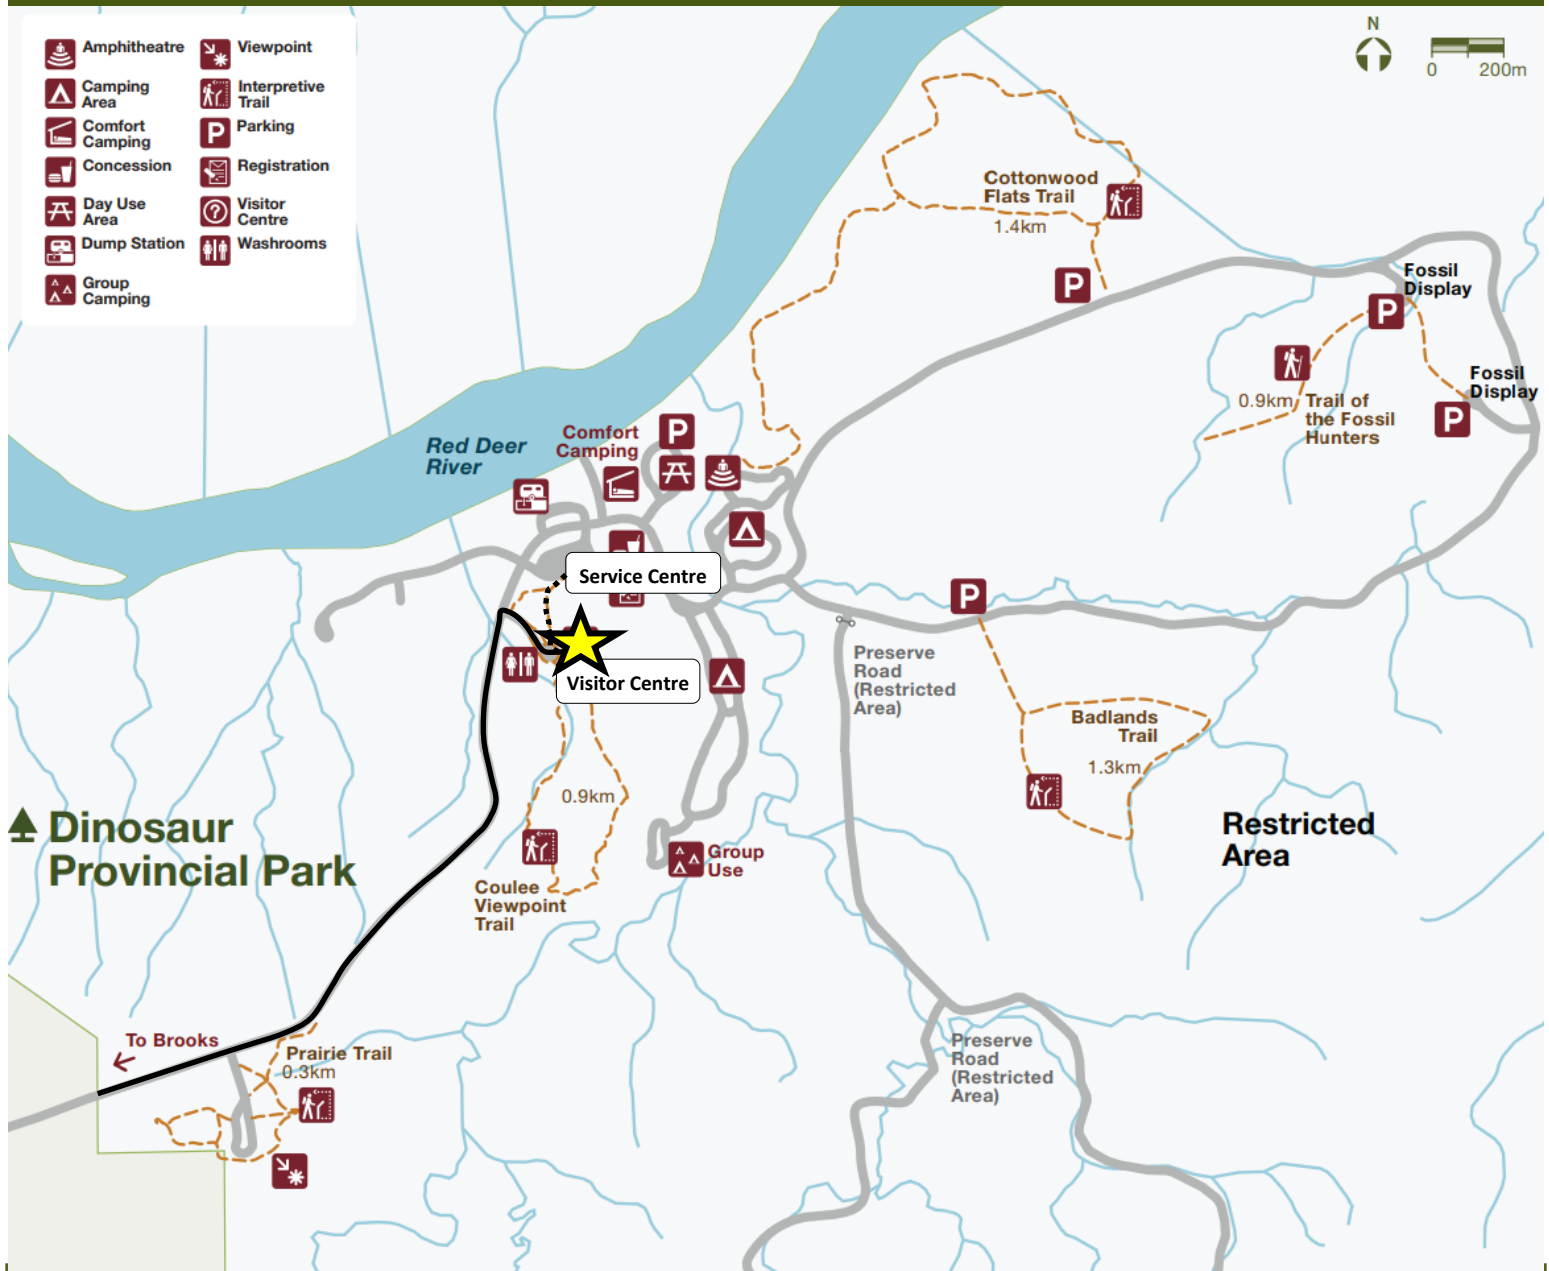 Amphitheatre
Viewpoint
Camping
Area
Interpretive
Trail
Comfort
Camping
P
Parking
Concession
Registration
Day Use
Area
?
Visitor
Centre
Dump Station
Washrooms
Group
Camping
N
0 200m
Cottonwood
Flats Trail
1.4km
P
Fossil
Display
P
Fossil
Display
0.9km
Trail of
the Fossil
Hunters
P
Red Deer
River
Comfort
Camping
P
Service Centre
Visitor Centre
P
Preserve
Road
(Restricted
Area)
Badlands
Trail
1.3km
0.9km
Restricted
Area
Dinosaur
Provincial Park
Group
Use
Coulee
Viewpoint
Trail
To Brooks
Prairie Trail
0.3km
Preserve
Road
(Restricted
Area)